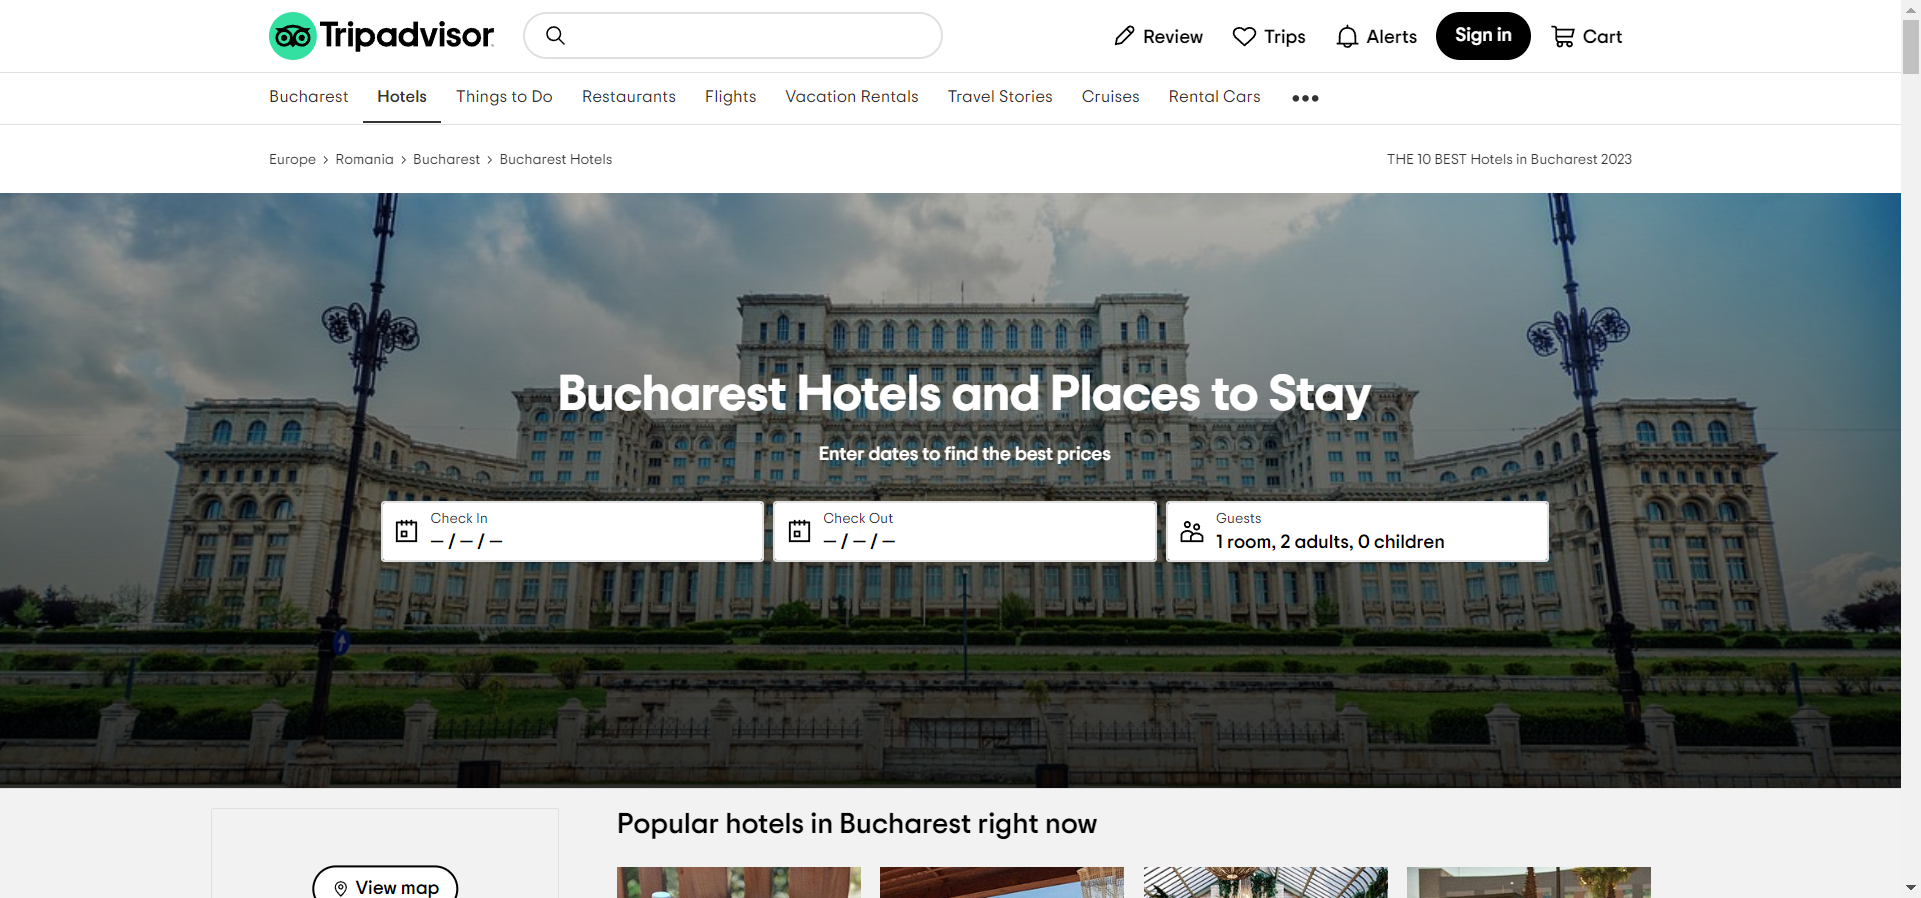 Tripadvisor
Review
Trips
Alerts
Sign in
Cart
Bucharest
Hotels
Things to Do
Restaurants
Flights
Vacation Rentals
Travel Stories
Cruises
Rental Cars
Europe › Romania › Bucharest › Bucharest Hotels
THE 10 BEST Hotels in Bucharest 2023
Bucharest Hotels and Places to Stay
Enter dates to find the best prices
Check In
– / – / –
Check Out
– / – / –
Guests
1 room, 2 adults, 0 children
Popular hotels in Bucharest right now
View map